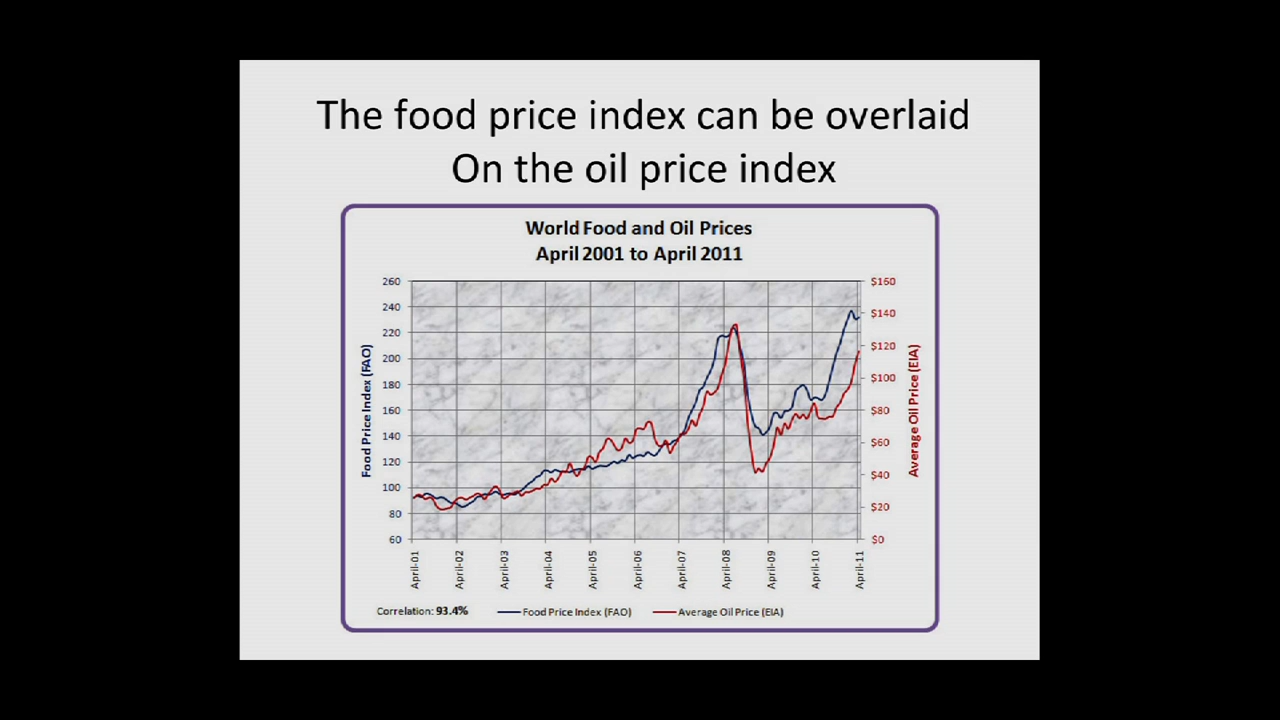 The food price index can be overlaid
On the oil price index
World Food and Oil Prices
April 2001 to April 2011
Food Price Index (FAO)
260
240
220
200
180
160
140
120
100
80
60
$160
$140
$120
$100
$80
$60
$40
$20
$0
Average Oil Price (EIA)
April-01
April-02
April-03
April-04
April-05
April-06
April-07
April-08
April-09
April-10
April-11
Correlation: 93.4%
Food Price Index (FAO)
Average Oil Price (EIA)